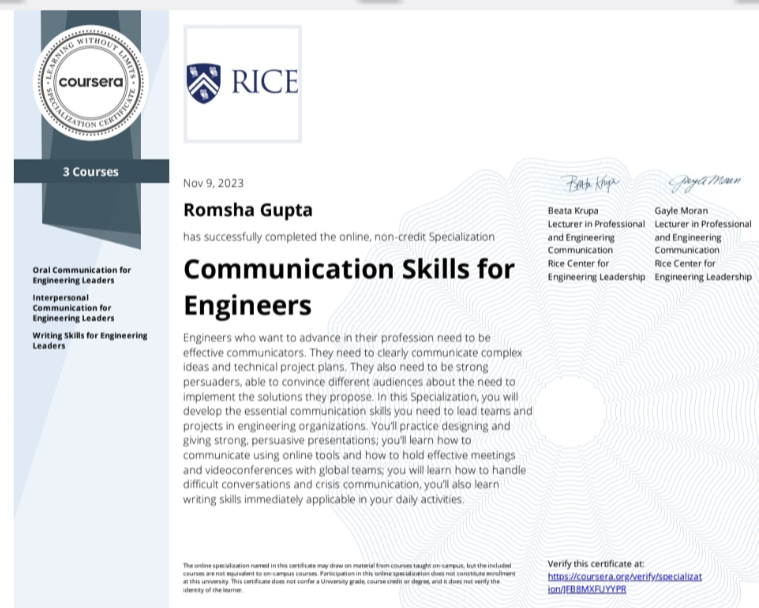 LEARNING WITHOUT LIMITS
coursera
SPECIALIZATION CERTIFICATE
3 Courses
Oral Communication for
Engineering Leaders
Interpersonal
Communication for
Engineering Leaders
Writing Skills for Engineering
Leaders
RICE
Nov 9, 2023
Romsha Gupta
has successfully completed the online, non-credit Specialization
Communication Skills for
Engineers
Engineers who want to advance in their profession need to be
effective communicators. They need to clearly communicate complex
ideas and technical project plans. They also need to be strong
persuaders, able to convince different audiences about the need to
implement the solutions they propose. In this Specialization, you will
develop the essential communication skills you need to lead teams and
projects in engineering organizations. You'll practice designing and
giving strong, persuasive presentations; you'll learn how to
communicate using online tools and how to hold effective meetings
and videoconferences with global teams; you will learn how to handle
difficult conversations and crisis communication, you'll also learn
writing skills immediately applicable in your daily activities.
The online specialization named in this certificate may draw on material from courses taught on-campus, but the included
courses are not equivalent to on-campus courses. Participation in this online specialization does not constitute enrollment
at this university. This certificate does not confer a University grade, course credit or degree, and it does not verify the
identity of the learner.
Beata Krupa
Beata Krupa
Lecturer in Professional
and Engineering
Communication
Rice Center for
Engineering Leadership
Gayle Moran
Gayle Moran
Lecturer in Professional
and Engineering
Communication
Rice Center for
Engineering Leadership
Verify this certificate at:
https://coursera.org/verify/specializat